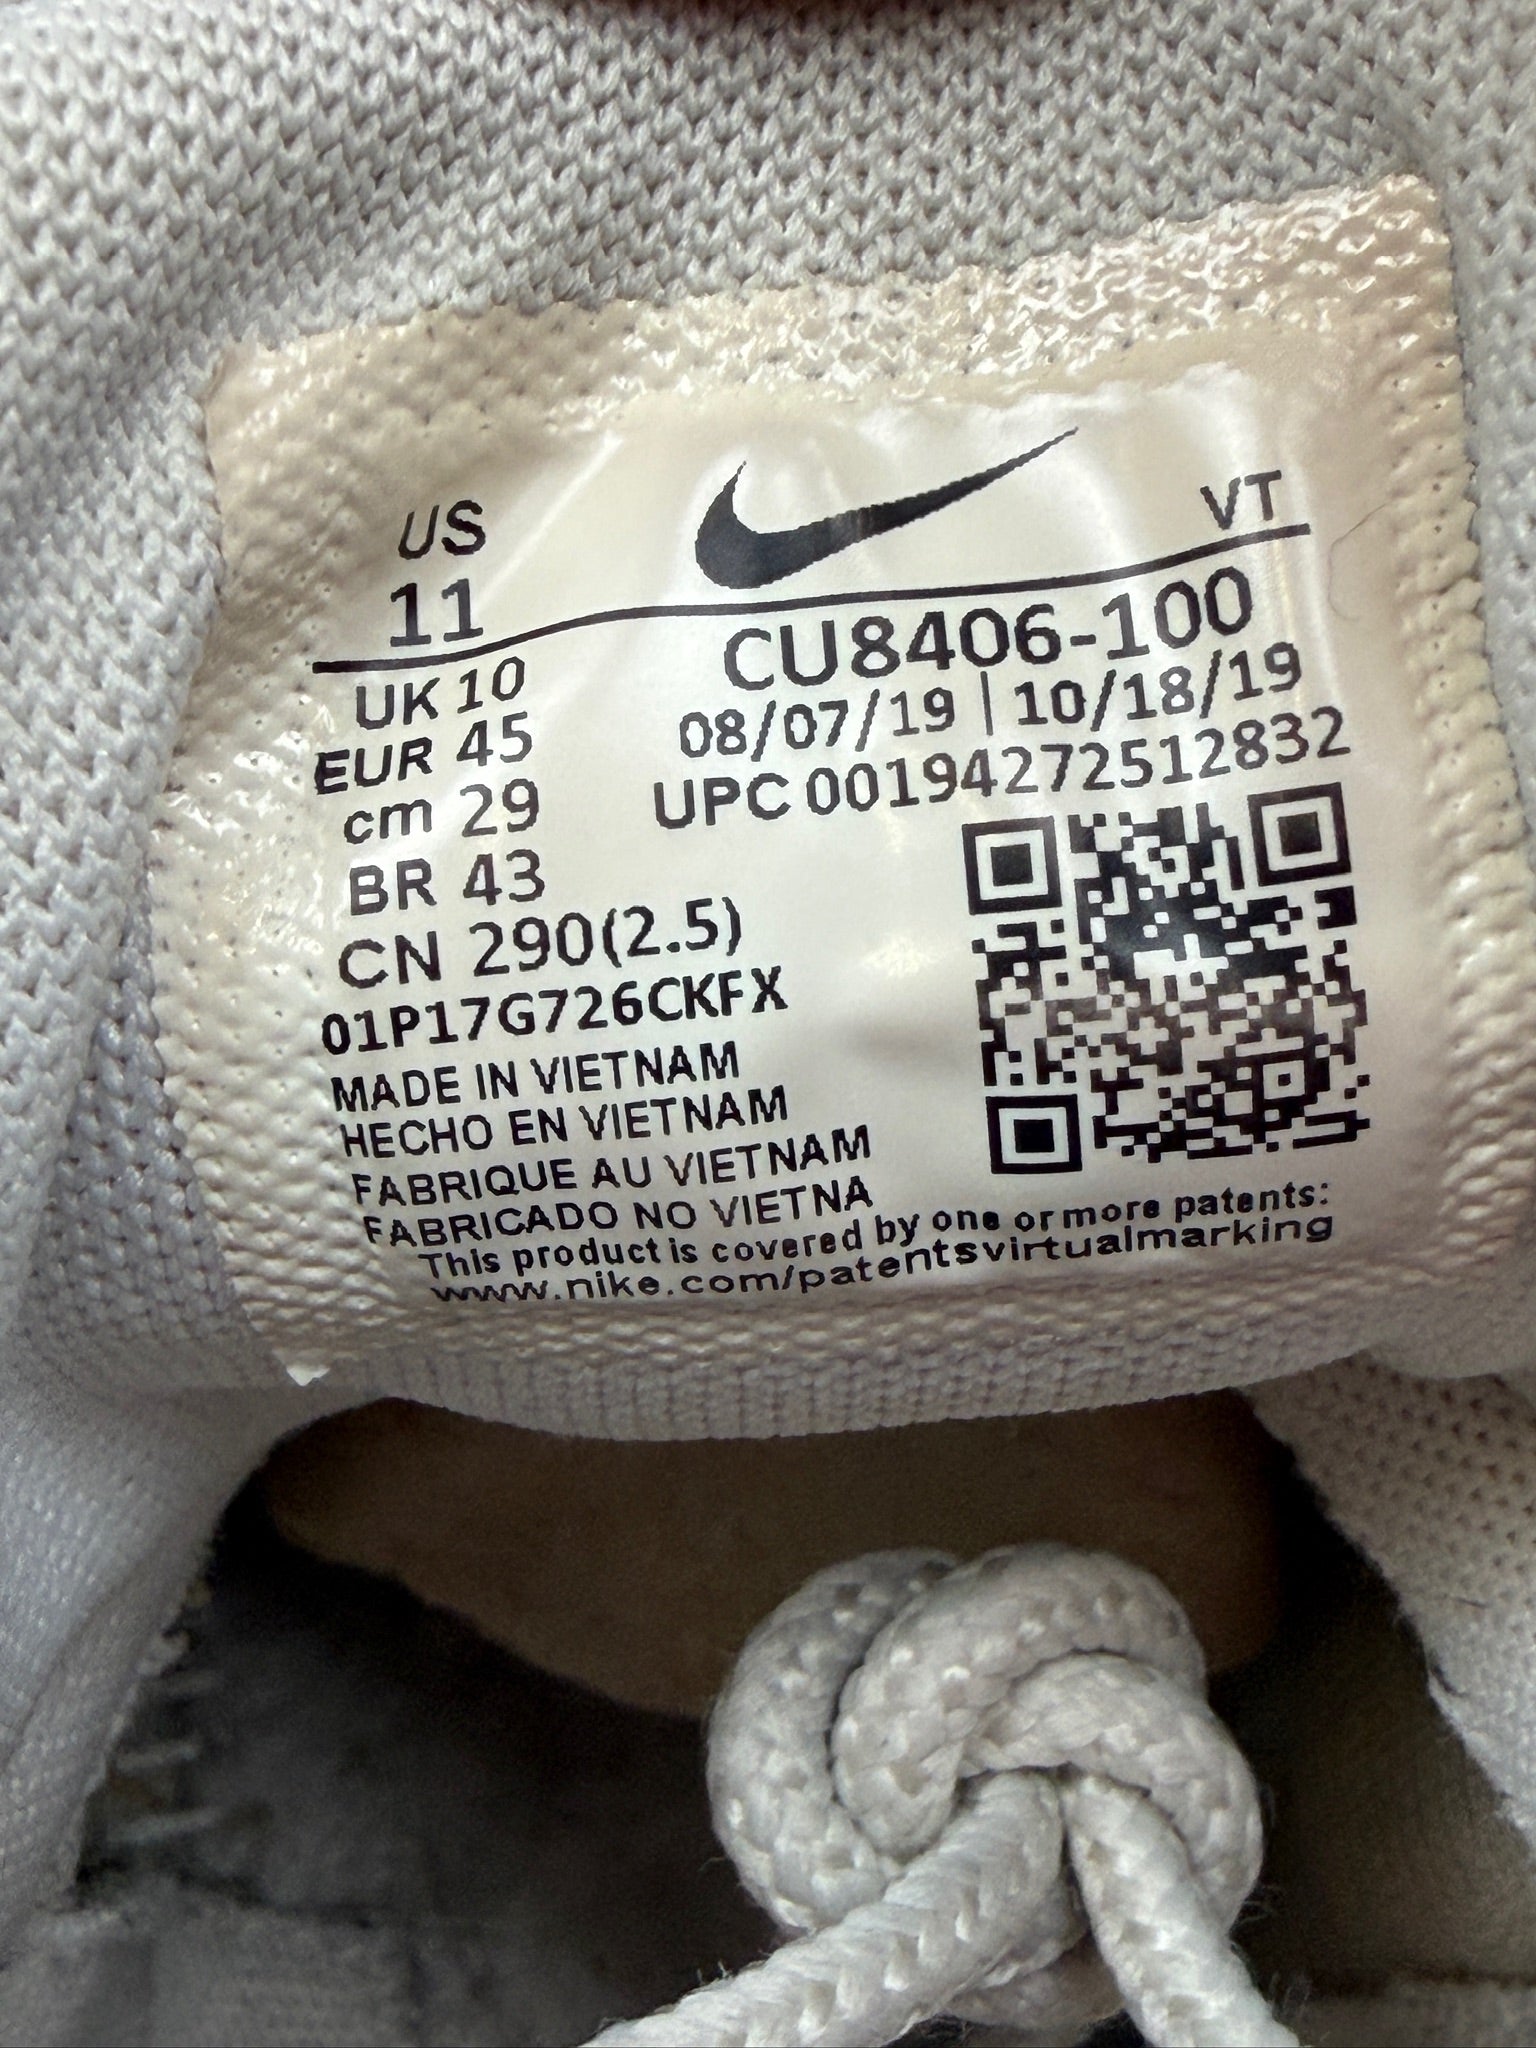 US
11
VT
CU8406-100
UK 10
08/07/19 | 10/18/19
EUR 45
UPC 00194272512832
cm 29
BR 43
CN 290(2.5)
01P17G726CKFX
MADE IN VIETNAM
HECHO EN VIETNAM
FABRIQUE AU VIETNAM
FABRICADO NO VIETNA
This product is covered by one or more patents:
www.nike.com/patentsvirtualmarking